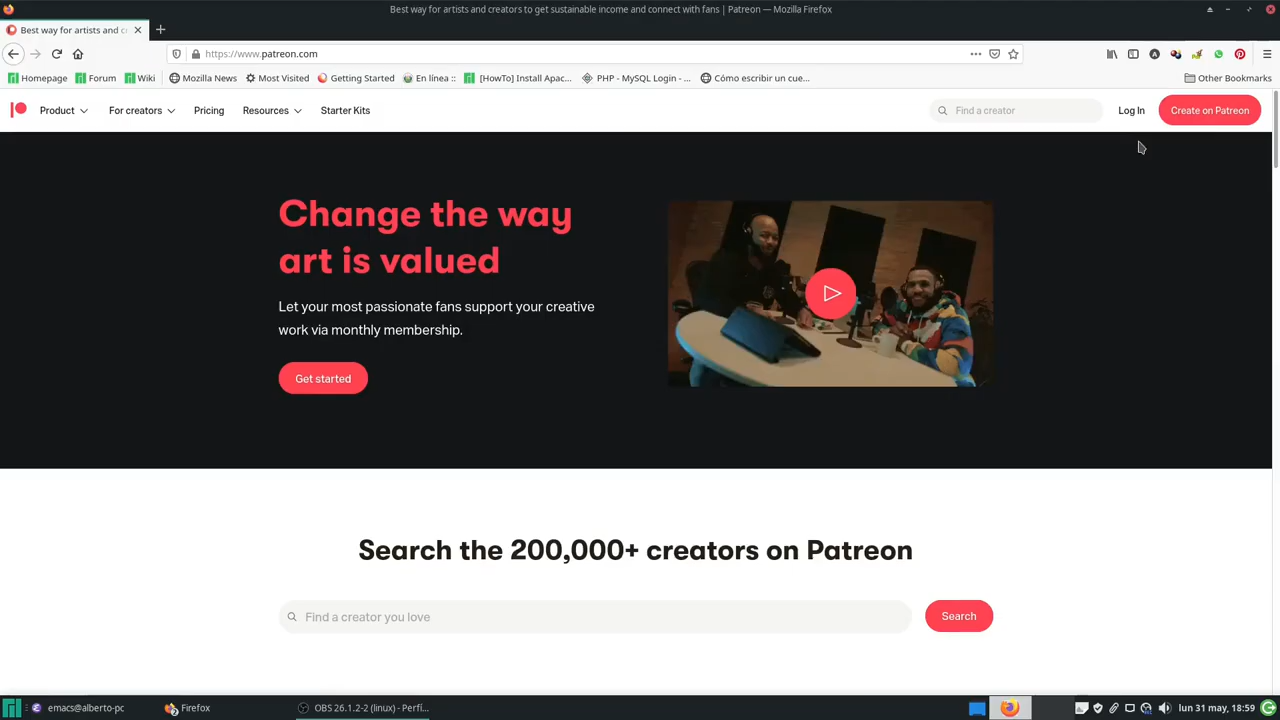 Best way for artists and creators to get sustainable income and connect with fans | Patreon — Mozilla Firefox
Best way for artists and cr
https://www.patreon.com
Homepage Forum Wiki Mozilla News Most Visited Getting Started En línea :: [HowTo] Install Apac... PHP - MySQL Login - ... Cómo escribir un cue... Other Bookmarks
Product For creators Pricing Resources Starter Kits Find a creator Log In Create on Patreon
Change the way
art is valued
Let your most passionate fans support your creative
work via monthly membership.
Get started
Search the 200,000+ creators on Patreon
Find a creator you love Search
emacs@alberto-pc Firefox OBS 26.1.2-2 (linux) - Perfi... lun 31 may, 18:59